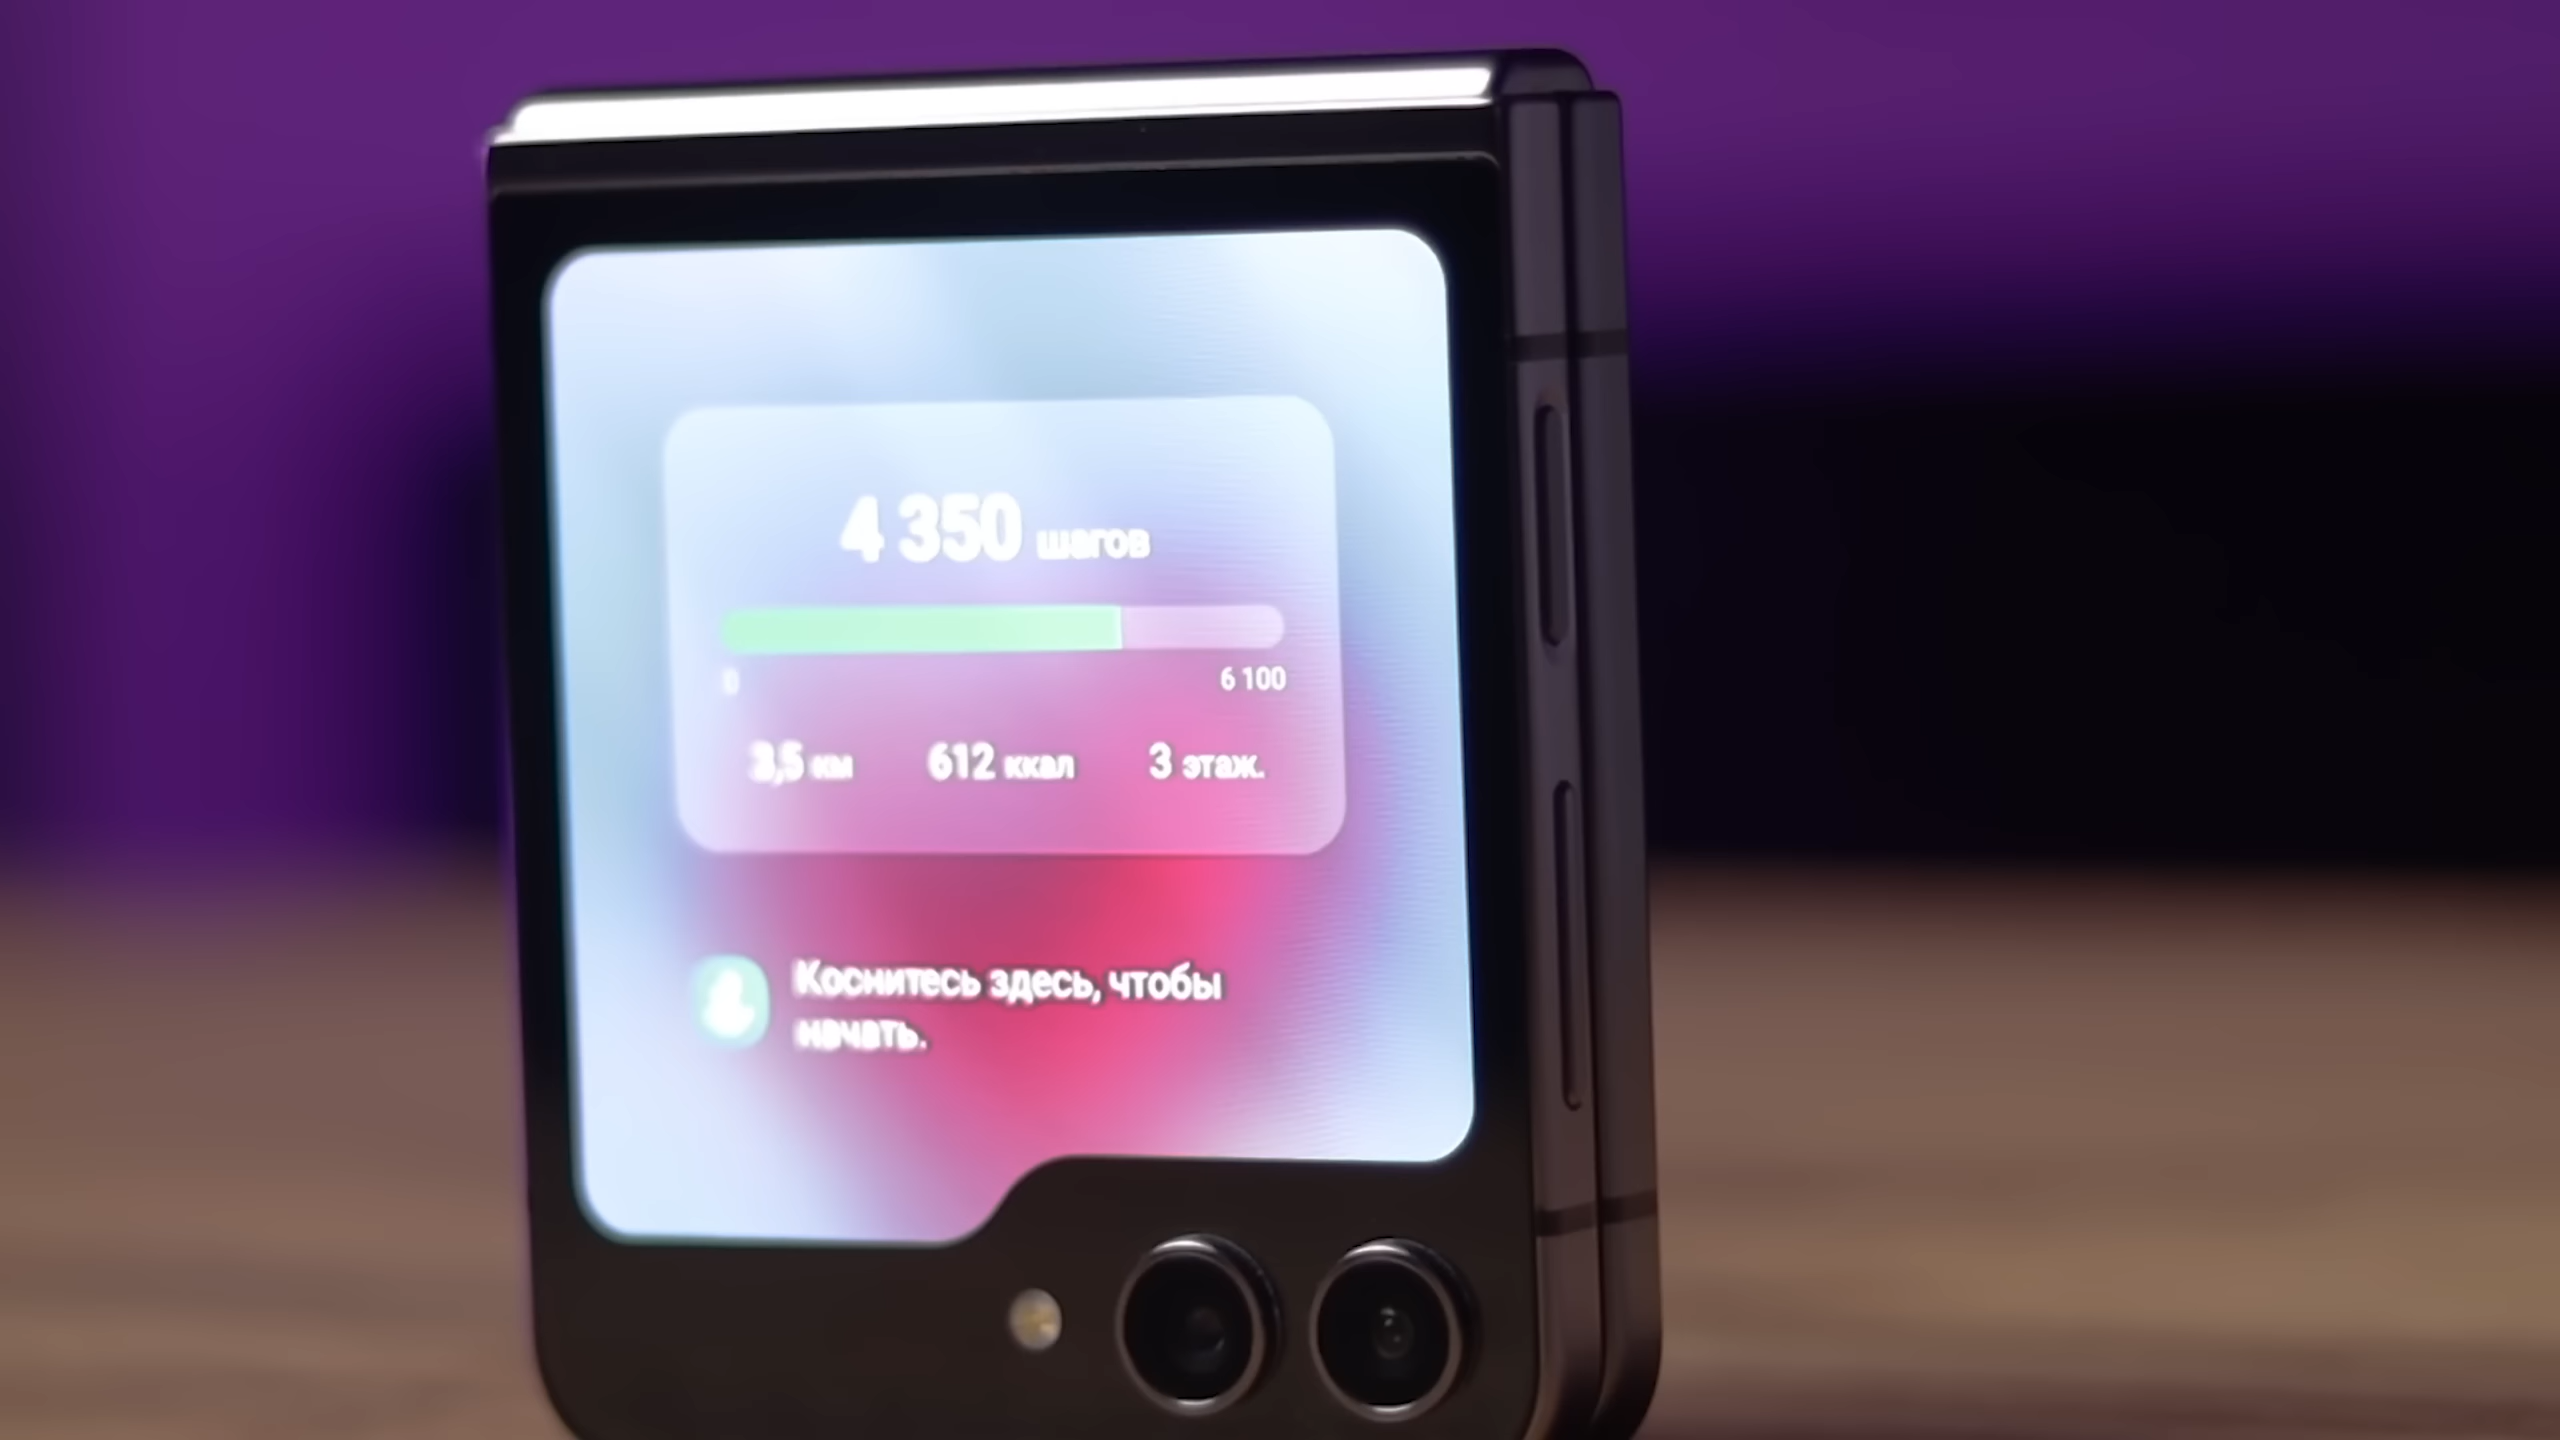 4 350 шагов
0
6 100
3,5 км 612 ккал 3 этаж.
Коснитесь здесь, чтобы
начать.